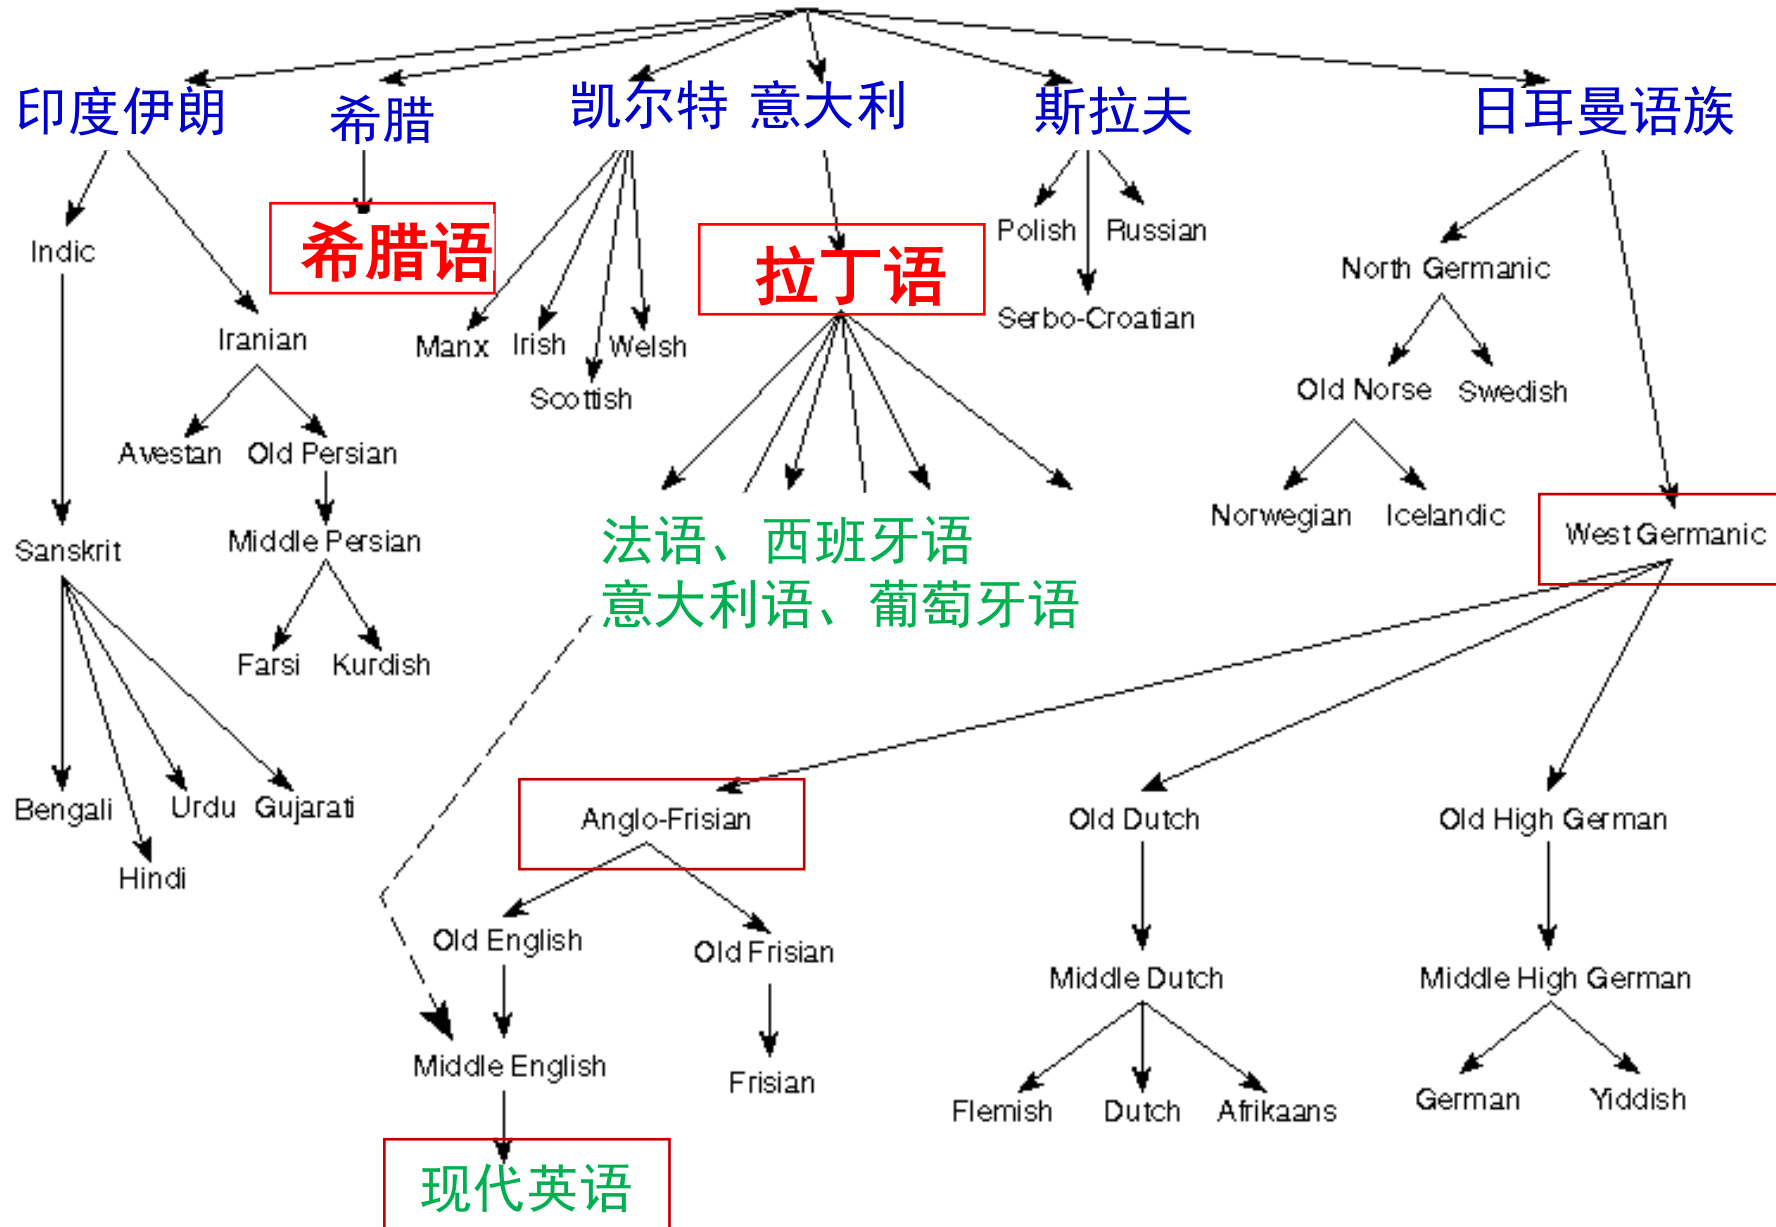 印度伊朗
希腊
凯尔特
意大利
斯拉夫
日耳曼语族
Indic
希腊语
拉丁语
Polish
Russian
North Germanic
Iranian
Manx
Irish
Welsh
Serbo-Croatian
Scottish
Old Norse
Swedish
Avestan
Old Persian
Norwegian
Icelandic
West Germanic
Sanskrit
Middle Persian
法语、西班牙语
意大利语、葡萄牙语
Farsi
Kurdish
Bengali
Urdu
Gujarati
Hindi
Anglo-Frisian
Old Dutch
Old High German
Old English
Old Frisian
Middle Dutch
Middle High German
Middle English
Frisian
Flemish
Dutch
Afrikaans
German
Yiddish
现代英语